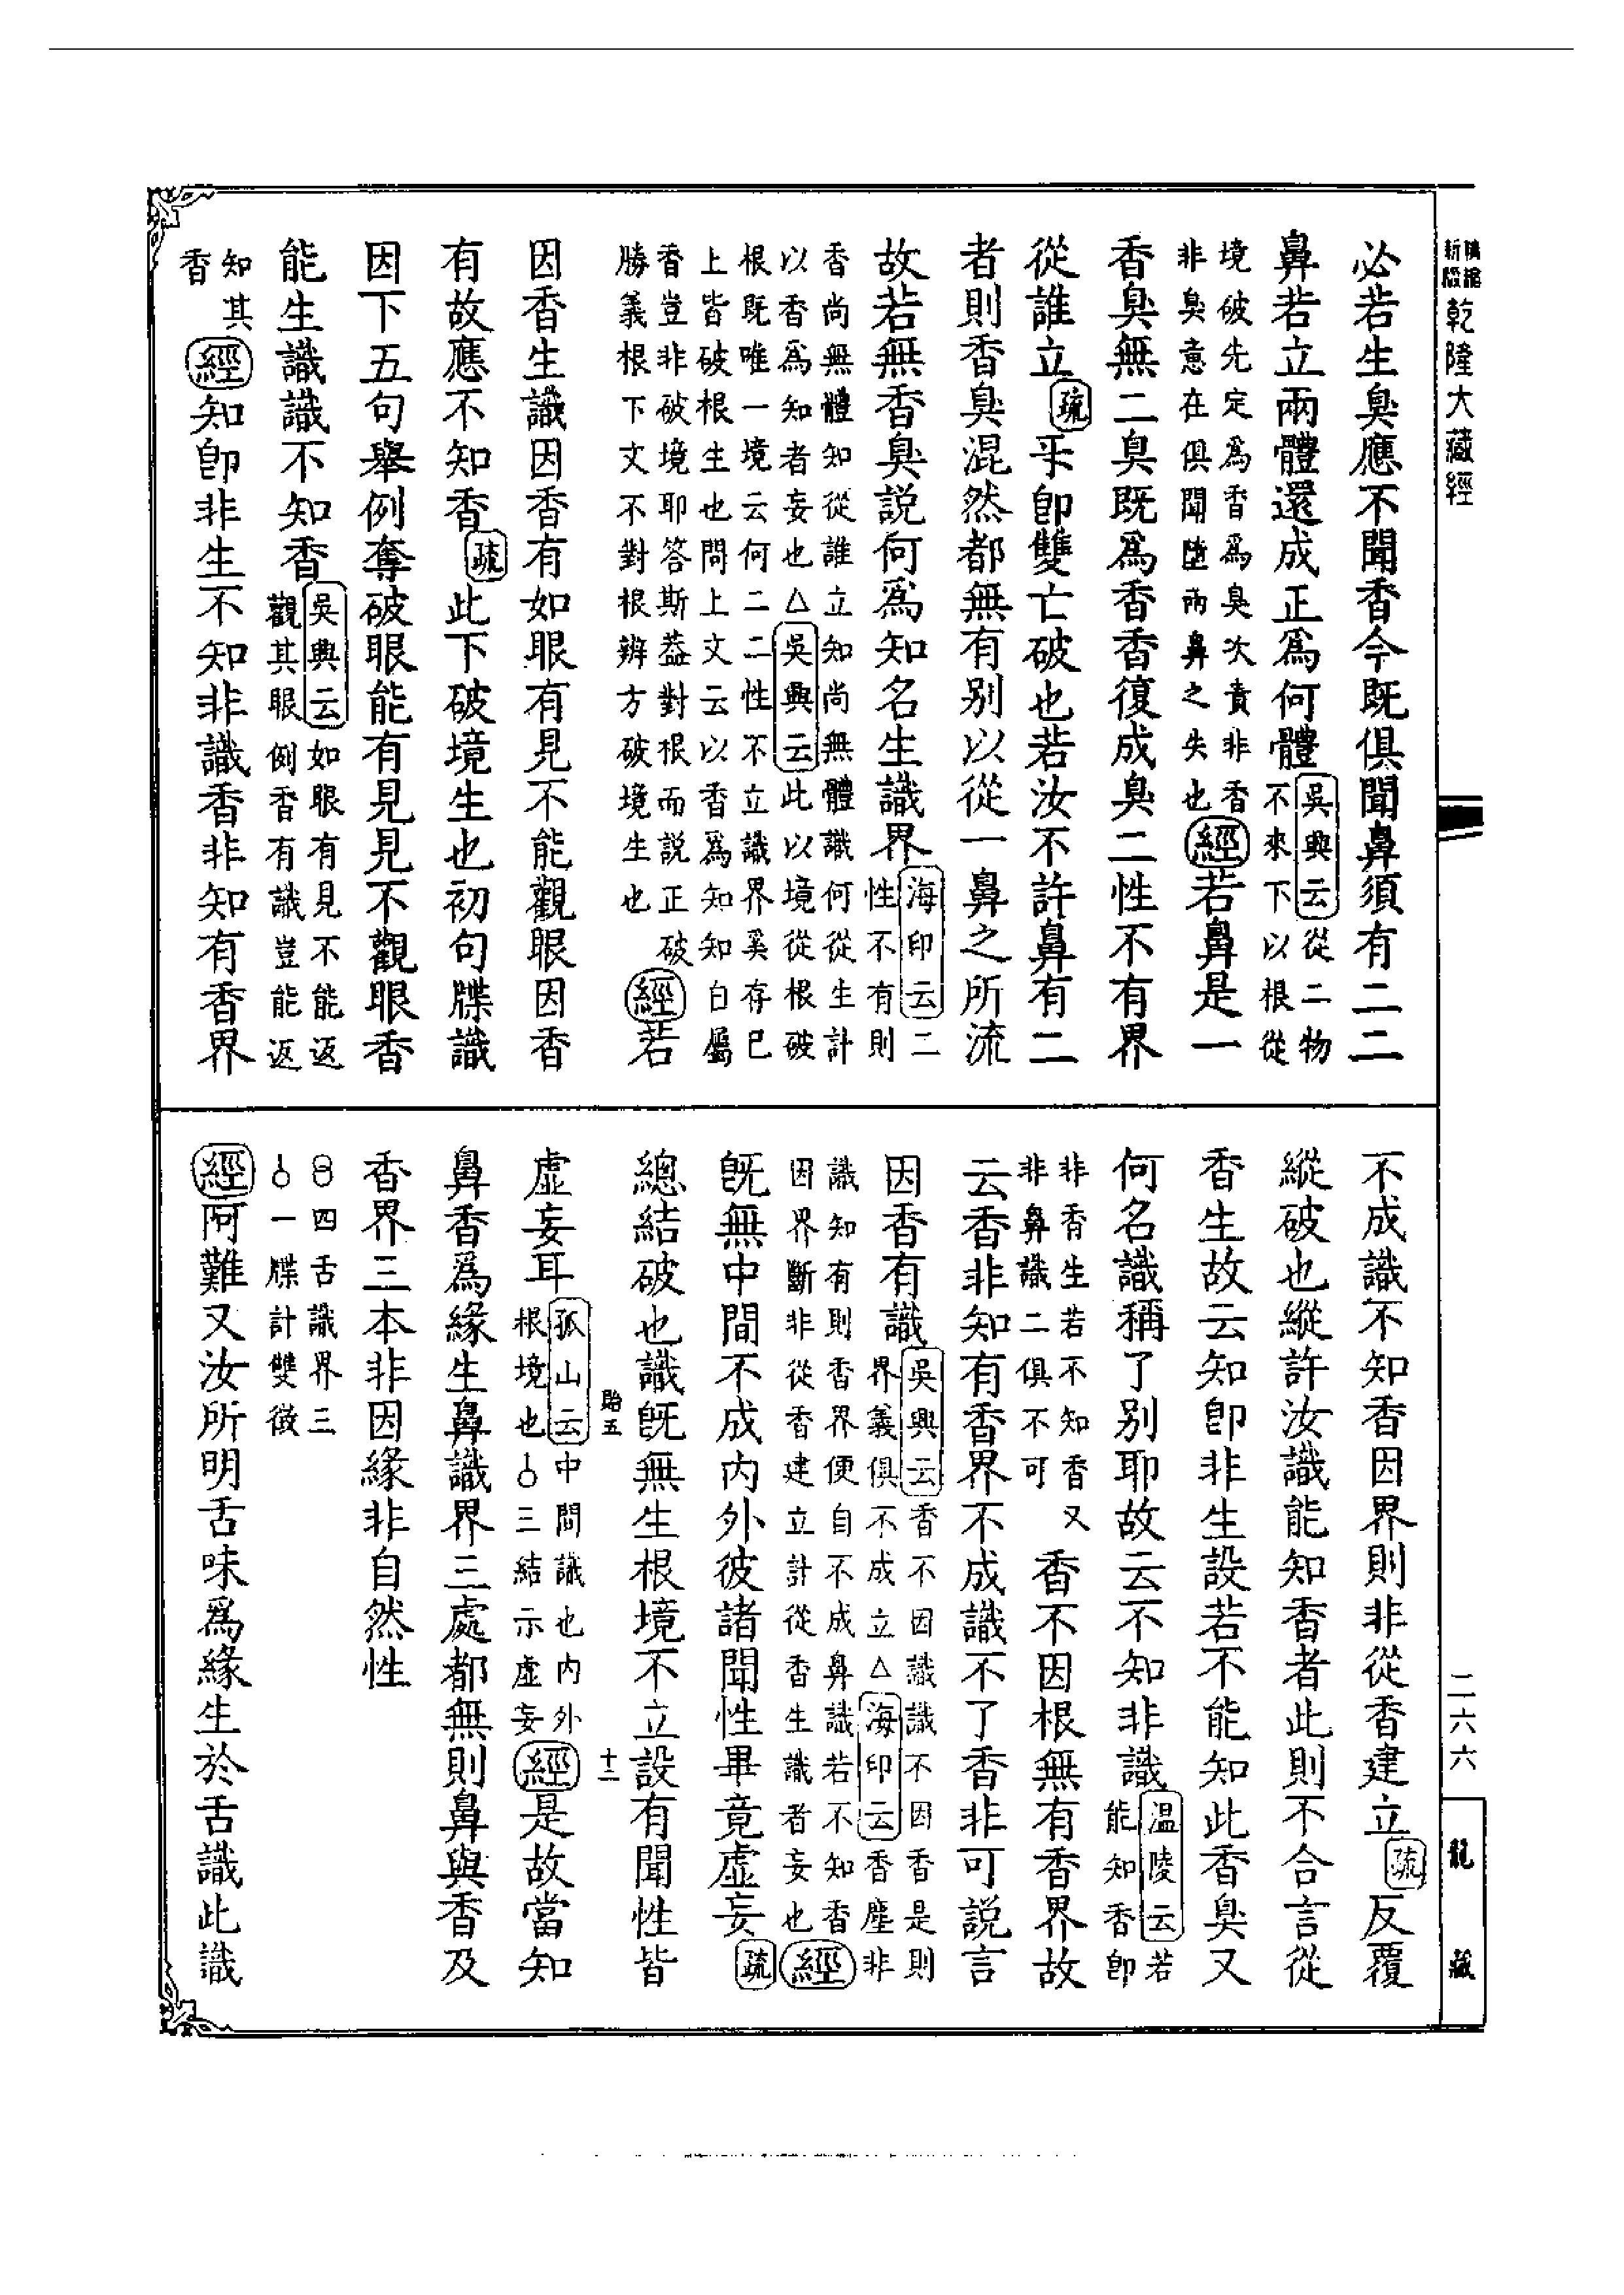 精縮新版
乾隆大藏經
二六六
龍藏
必若生臭應不聞香今既俱聞鼻須有二二
鼻若立兩體還成正爲何體
吳興云從二物
不來下以根從
境破先定爲香爲臭次責非香
非臭意在俱聞墮兩鼻之失也
經若鼻是一
香臭無二臭既爲香香復成臭二性不有界
從誰立疏乎卽雙亡破也若汝不許鼻有二
者則香臭混然都無有別以從一鼻之所流
故若無香臭說何爲知名生識界
海印云二
性不有則
香尚無體知從誰立知尚無體識何從生計
以香爲知者妄也△吳興云此以境從根破
根既唯一境云何二二性不立識界奚存已
上皆破根生也問上文云以香爲知知白屬
香豈非破境耶答斯葢對根而說正破
勝義根下文不對根辨方破境生也
經若
因香生識因香有如眼有見不能觀眼因香
有故應不知香疏此下破境生也初句牒識
因下五句舉例奪破眼能有見見不觀眼香
能生識識不知香
吳興云如眼有見不能返
觀其眼倒香有識豈能返
知其
香
經知卽非生不知非識香非知有香界
不成識不知香因界則非從香建立疏反覆
縱破也縱許汝識能知香者此則不合言從
香生故云知卽非生設若不能知此香臭又
何名識稱了別耶故云不知非識
溫陵云若
能知香卽
非香生若不知香又
非鼻識二俱不可
香不因根無有香界故
云香非知有香界不成識不了香非可說言
因香有識
吳興云香不因識識不因香是則
界義俱不成立△海印云香塵非
識知有則香界便自不成鼻識若不知香
因界斷非從香建立計從香生識者妄也
經
旣無中間不成內外彼諸聞性畢竟虛妄疏
總結破也識旣無生根境不立設有聞性皆
貽五
十二
虛妄耳
孤山云中間識也內外
根境也三結示虛妄
經是故當知
鼻香爲緣生鼻識界三處都無則鼻與香及
香界三本非因緣非自然性
四舌識界三
一牒計雙徵
經阿難又汝所明舌味爲緣生於舌識此識